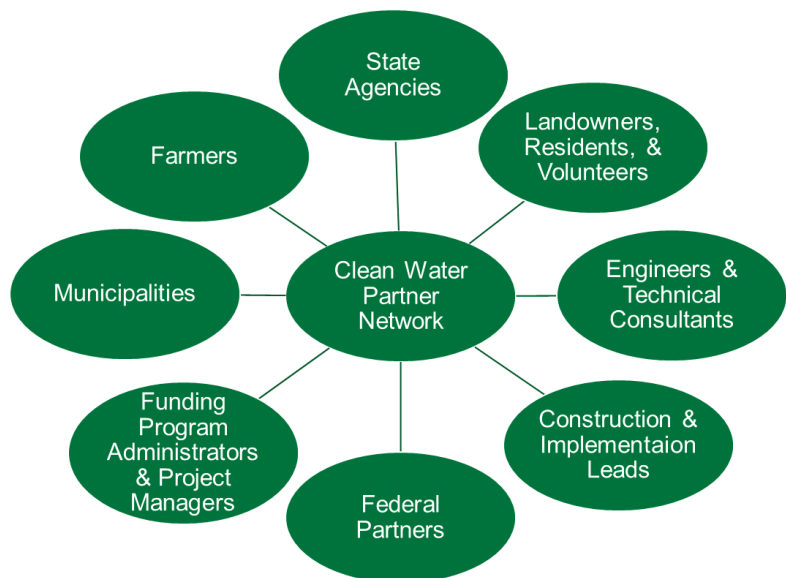 State
Agencies
Landowners,
Residents, &
Volunteers
Farmers
Clean Water
Partner
Network
Municipalities
Engineers &
Technical
Consultants
Funding
Program
Administrators
& Project
Managers
Construction &
Implementaion
Leads
Federal
Partners